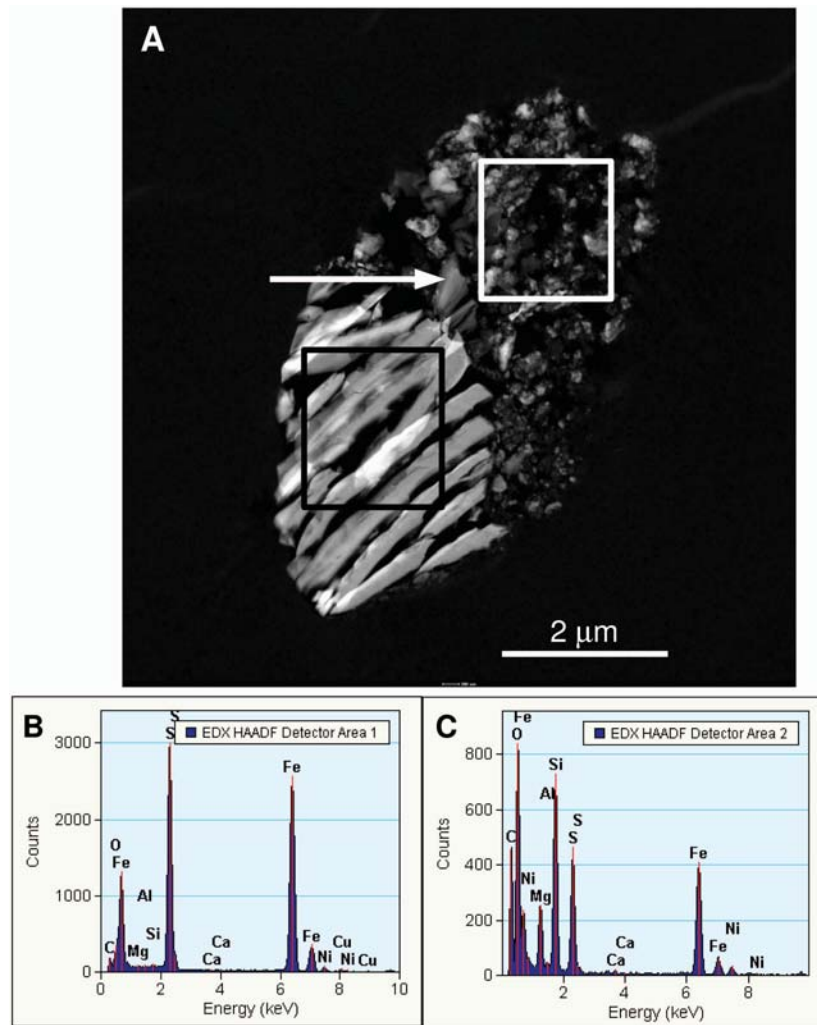 A
2 μm
B
EDX HAADF Detector Area 1
S
S
Fe
O
Fe
Al
C
Mg
Si
Ca
Ca
Fe
Ni
Cu
Ni
Cu
3000
2000
1000
0
Counts
0 2 4 6 8 10
Energy (keV)
C
EDX HAADF Detector Area 2
Fe
O
Si
Al
C
S
S
Ni
Mg
Ca
Ca
Fe
Fe
Ni
Ni
800
600
400
200
0
Counts
2 4 6 8
Energy (keV)